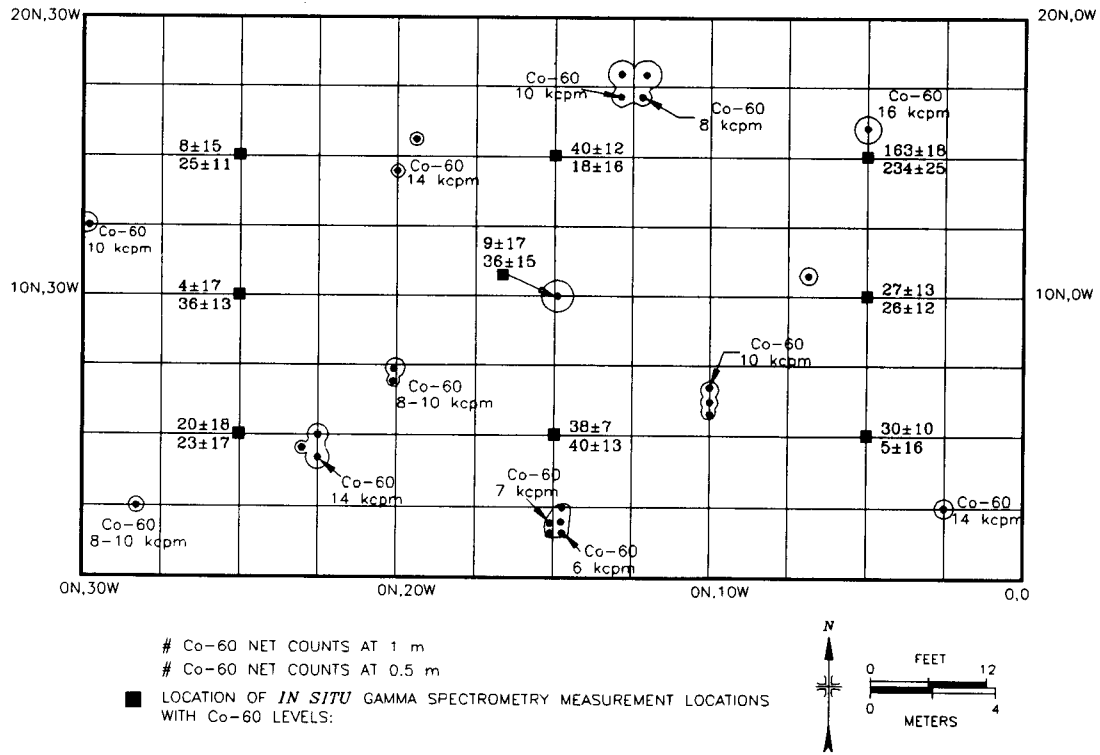 20N,30W
20N,0W
Co-60
10 kcpm
Co-60
8 kcpm
Co-60
16 kcpm
8±15
25±11
Co-60
14 kcpm
40±12
18±16
163±18
234±25
Co-60
10 kcpm
9±17
36±15
10N,30W
10N,0W
4±17
36±13
27±13
26±12
Co-60
10 kcpm
Co-60
8-10 kcpm
20±18
23±17
38±7
40±13
30±10
5±16
Co-60
14 kcpm
Co-60
7 kcpm
Co-60
8-10 kcpm
Co-60
6 kcpm
Co-60
14 kcpm
0N,30W
0N,20W
0N,10W
0,0
# Co-60 NET COUNTS AT 1 m
# Co-60 NET COUNTS AT 0.5 m
LOCATION OF IN SITU GAMMA SPECTROMETRY MEASUREMENT LOCATIONS
WITH Co-60 LEVELS:
N
0 FEET 12
0 4
METERS